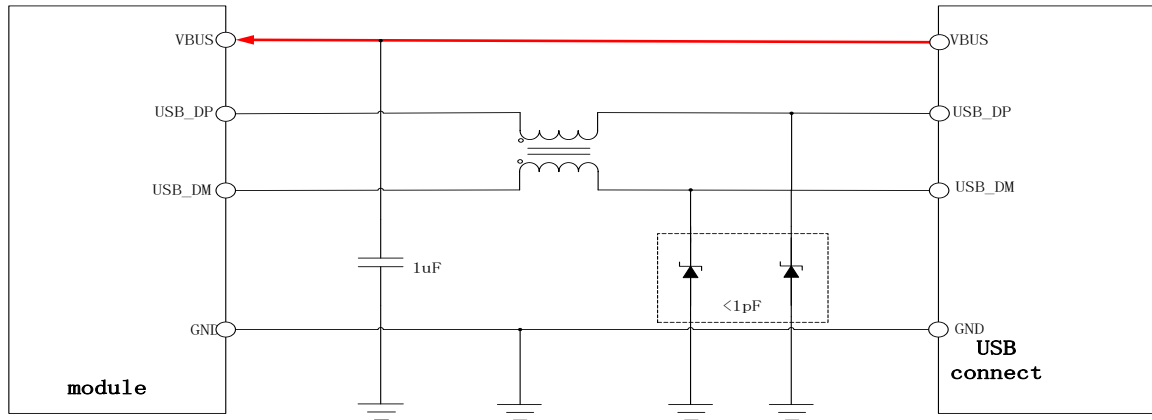 VBUS
VBUS
USB_DP
USB_DP
USB_DM
USB_DM
1uF
<1pF
GND
GND
USB
connect
module